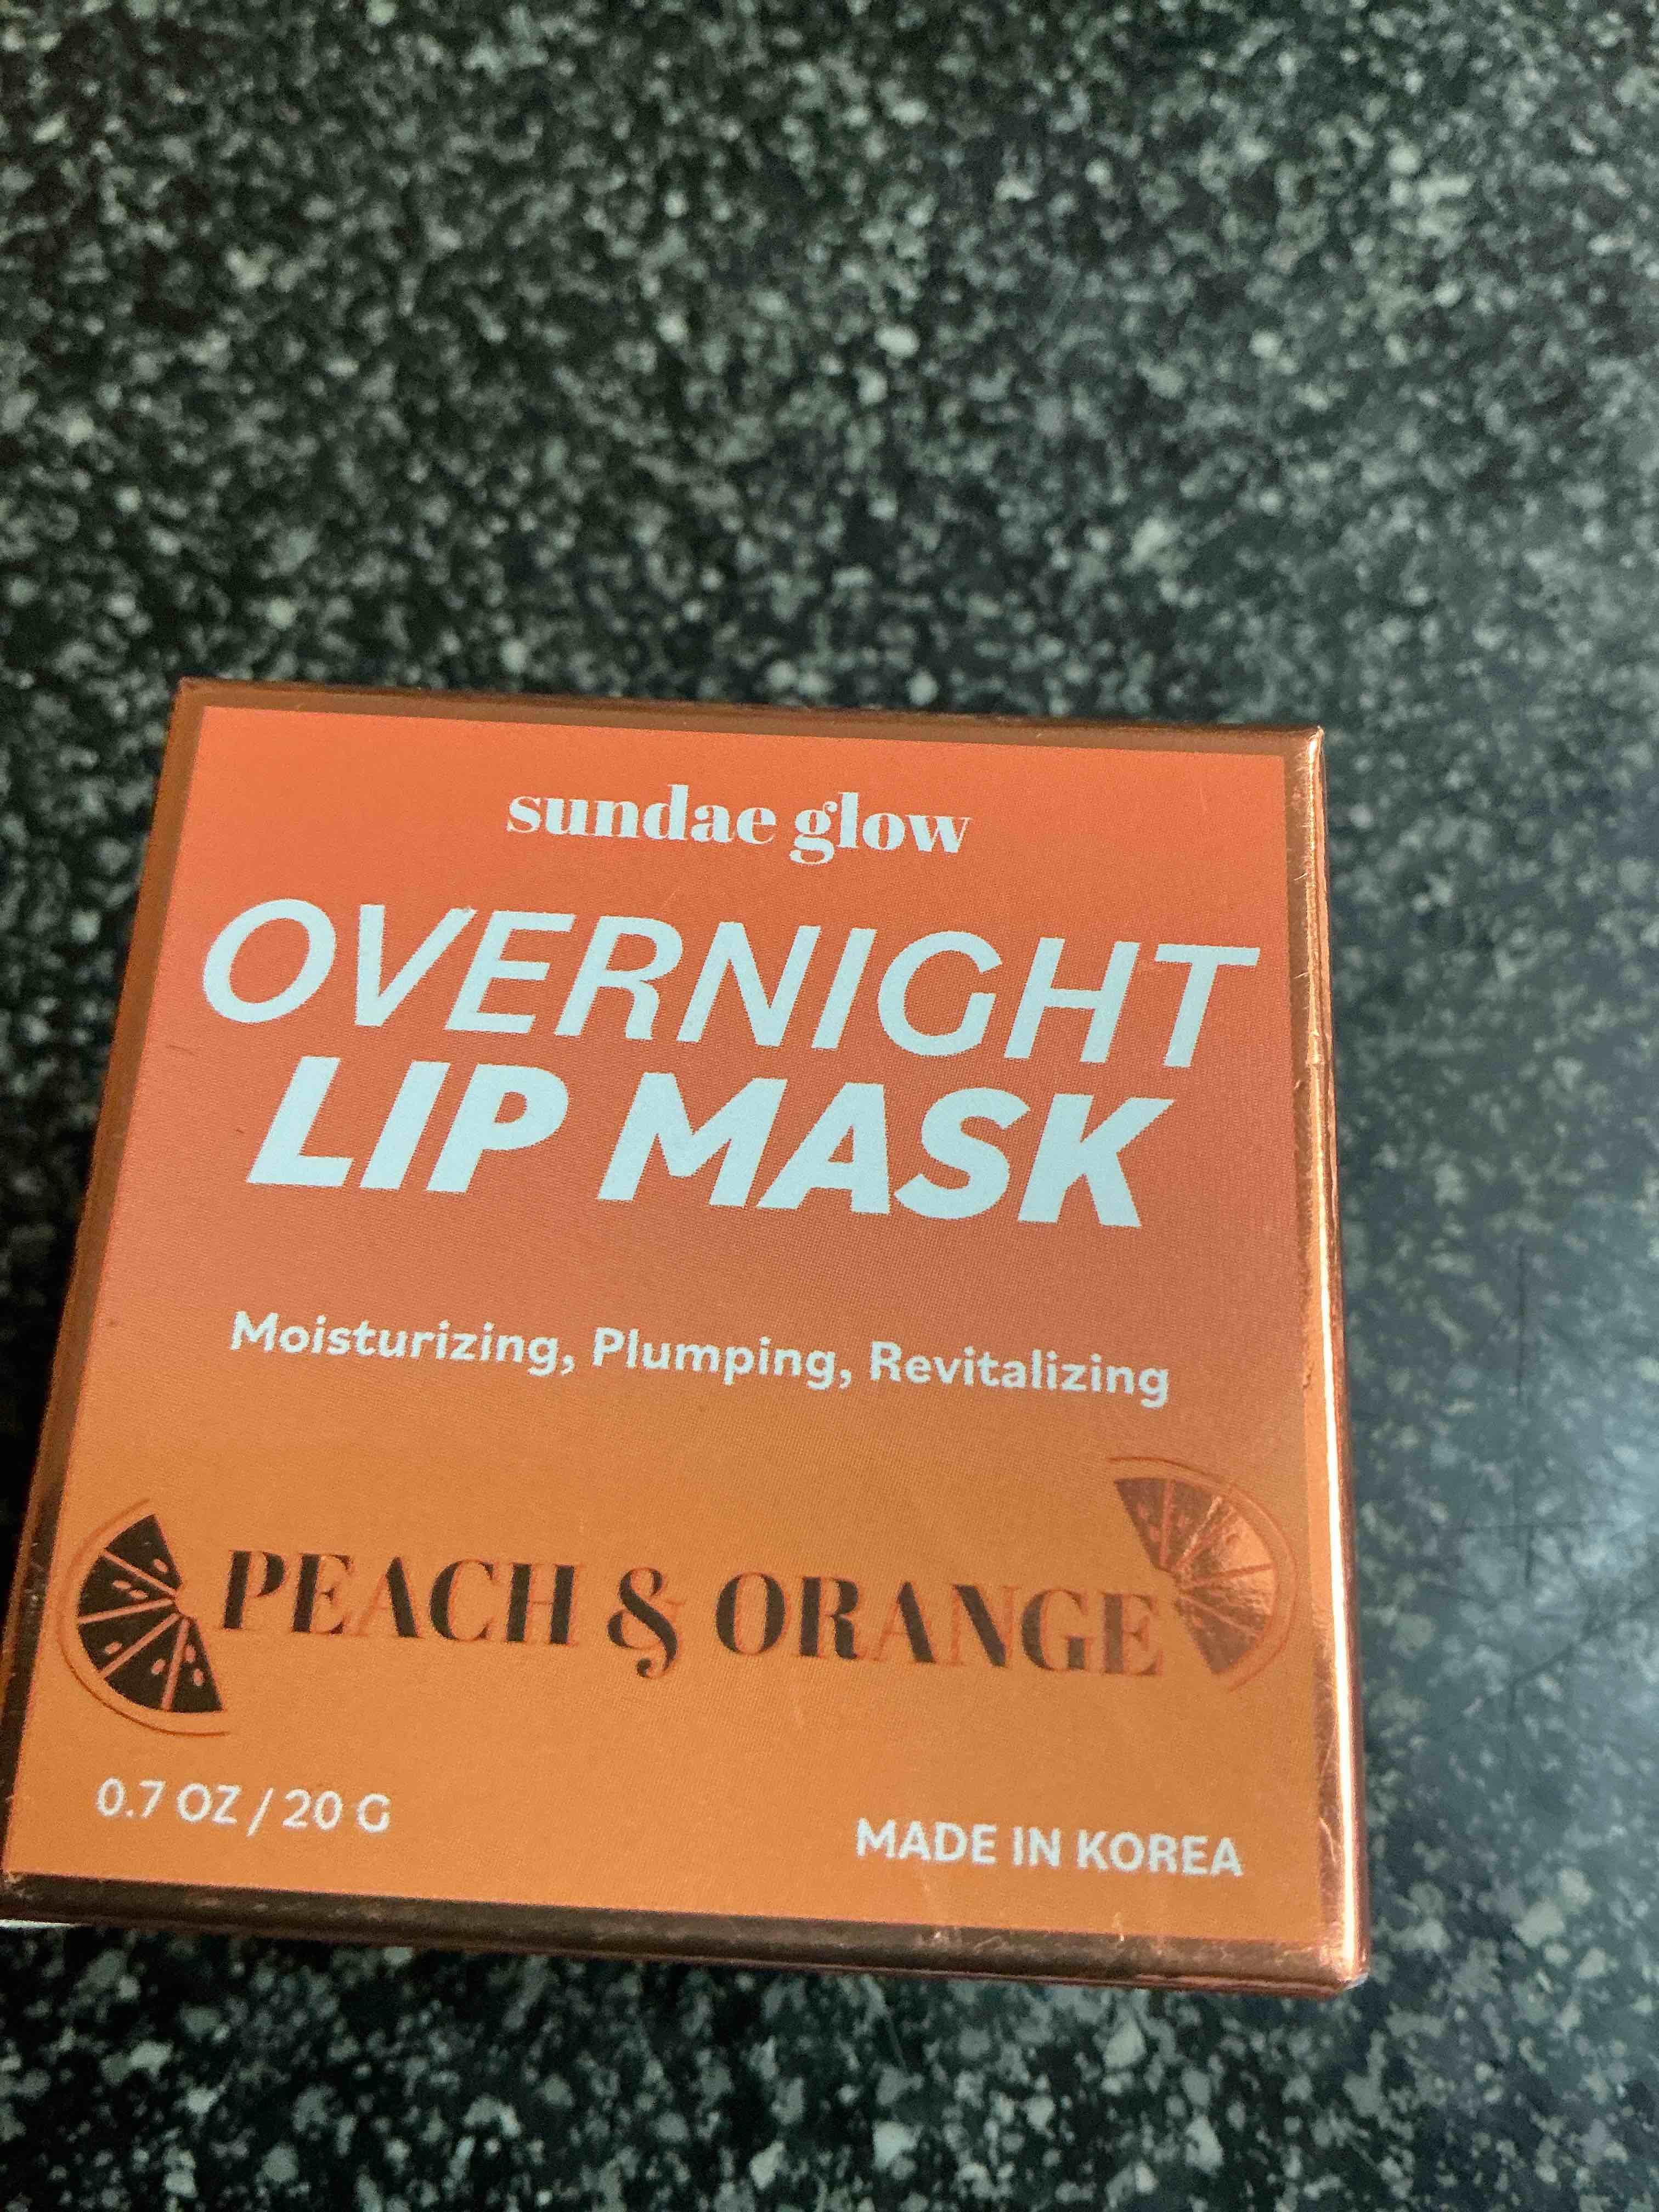 sundae glow
OVERNIGHT
LIP MASK
Moisturizing, Plumping, Revitalizing
PEACH & ORANGE
0.7 OZ / 20 G
MADE IN KOREA